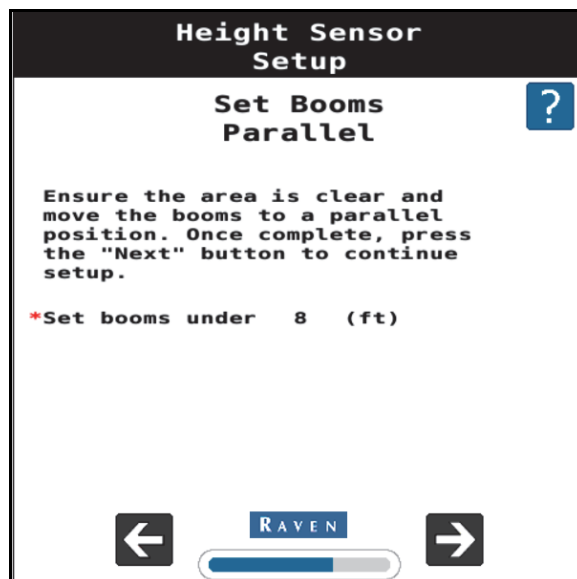 Height Sensor
Setup
Set Booms
Parallel
?
Ensure the area is clear and
move the booms to a parallel
position. Once complete, press
the "Next" button to continue
setup.
*Set booms under 8 (ft)
RAVEN